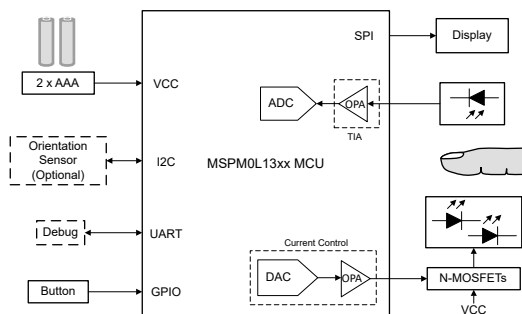 SPI
Display
2 x AAA
VCC
ADC
OPA
TIA
Orientation
Sensor
(Optional)
I2C
MSPM0L13xx MCU
Debug
UART
Current Control
DAC
OPA
N-MOSFETs
Button
GPIO
VCC